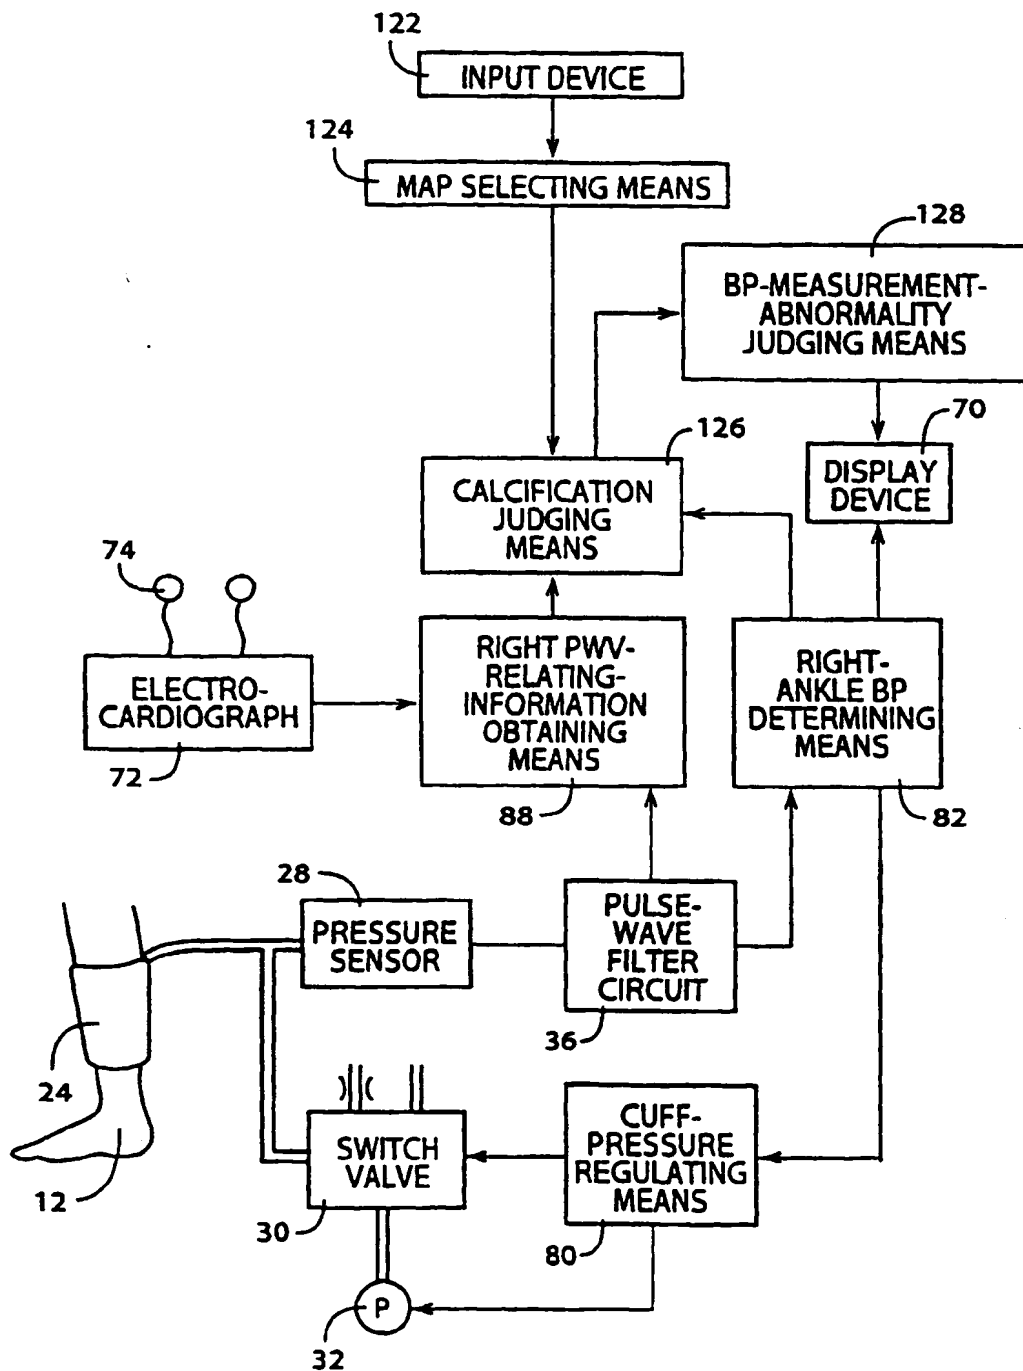 122
INPUT DEVICE
124
MAP SELECTING MEANS
128
BP-MEASUREMENT-
ABNORMALITY
JUDGING MEANS
70
DISPLAY
DEVICE
126
CALCIFICATION
JUDGING
MEANS
74
ELECTRO-
CARDIOGRAPH
72
RIGHT PWV-
RELATING-
INFORMATION
OBTAINING
MEANS
88
RIGHT-
ANKLE BP
DETERMINING
MEANS
82
28
PRESSURE
SENSOR
PULSE-
WAVE
FILTER
CIRCUIT
36
24
12
SWITCH
VALVE
30
CUFF-
PRESSURE
REGULATING
MEANS
80
P
32